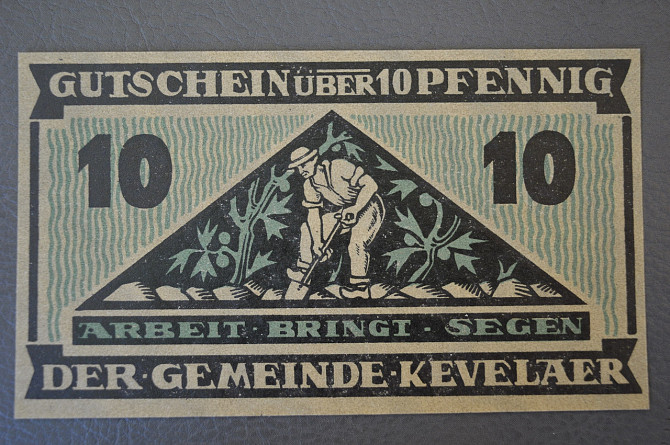 GUTSCHEIN ÜBER 10 PFENNIG
10 10
ARBEIT · BRINGT · SEGEN
DER · GEMEINDE · KEVELAER